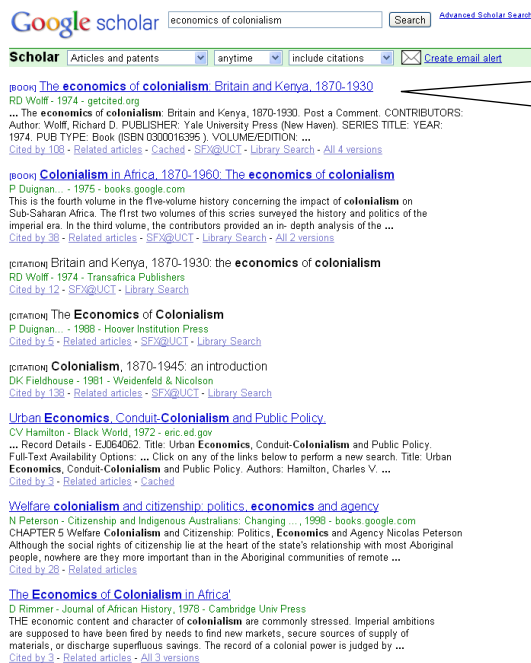 Google scholar economics of colonialism Search Advanced Scholar Search
Scholar Articles and patents anytime include citations Create email alert
[BOOK] The economics of colonialism: Britain and Kenya, 1870-1930
RD Wolff - 1974 - getcited.org
... The economics of colonialism: Britain and Kenya, 1870-1930. Post a Comment. CONTRIBUTORS:
Author: Wolff, Richard D. PUBLISHER: Yale University Press (New Haven). SERIES TITLE: YEAR:
1974. PUB TYPE: Book (ISBN 0300016395 ). VOLUME/EDITION: ...
Cited by 108 - Related articles - Cached - SFX@UCT - Library Search - All 4 versions
[BOOK] Colonialism in Africa, 1870-1960: The economics of colonialism
P Duignan... - 1975 - books.google.com
This is the fourth volume in the f1ve-volume history concerning the impact of colonialism on
Sub-Saharan Africa. The f1rst two volumes of this scries surveyed the history and politics of the
imperial era. In the third volume, the contributors provided an in- depth analysis of the ...
Cited by 38 - Related articles - SFX@UCT - Library Search - All 2 versions
[CITATION] Britain and Kenya, 1870-1930: the economics of colonialism
RD Wolff - 1974 - Transafrica Publishers
Cited by 12 - SFX@UCT - Library Search
[CITATION] The Economics of Colonialism
P Duignan... - 1988 - Hoover Institution Press
Cited by 5 - Related articles - SFX@UCT - Library Search
[CITATION] Colonialism, 1870-1945: an introduction
DK Fieldhouse - 1981 - Weidenfeld & Nicolson
Cited by 138 - Related articles - SFX@UCT - Library Search
Urban Economics, Conduit-Colonialism and Public Policy.
CV Hamilton - Black World, 1972 - eric.ed.gov
... Record Details - EJ064062. Title: Urban Economics, Conduit-Colonialism and Public Policy.
Full-Text Availability Options: ... Click on any of the links below to perform a new search. Title: Urban
Economics, Conduit-Colonialism and Public Policy. Authors: Hamilton, Charles V. ...
Cited by 3 - Related articles - Cached
Welfare colonialism and citizenship: politics, economics and agency
N Peterson - Citizenship and Indigenous Australians: Changing ..., 1998 - books.google.com
CHAPTER 5 Welfare Colonialism and Citizenship: Politics, Economics and Agency Nicolas Peterson
Although the social rights of citizenship lie at the heart of the state's relationship with most Aboriginal
people, nowhere are they more important than in the Aboriginal communities of remote ...
Cited by 28 - Related articles
The Economics of Colonialism in Africa'
D Rimmer - Journal of African History, 1978 - Cambridge Univ Press
THE economic content and character of colonialism are commonly stressed. Imperial ambitions
are supposed to have been fired by needs to find new markets, secure sources of supply of
materials, or discharge superfluous savings. The record of a colonial power is judged by ...
Cited by 3 - Related articles - All 3 versions